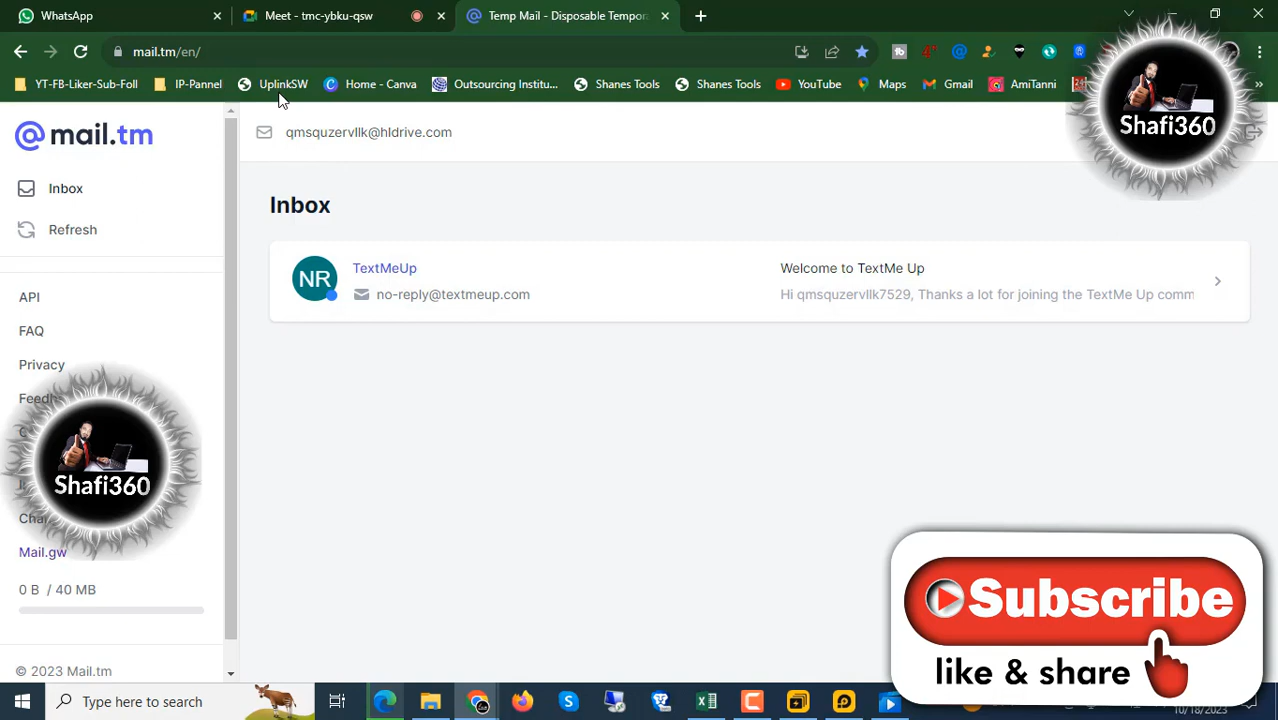 WhatsApp
Meet - tmc-ybku-qsw
Temp Mail - Disposable Tempora
mail.tm/en/
YT-FB-Liker-Sub-Foll
IP-Pannel
UplinkSW
Home - Canva
Outsourcing Institu...
Shanes Tools
Shanes Tools
YouTube
Maps
Gmail
AmiTanni
mail.tm
qmsquzervllk@hldrive.com
Shafi360
Inbox
Refresh
Inbox
NR
TextMeUp
no-reply@textmeup.com
Welcome to TextMe Up
Hi qmsquzervllk7529, Thanks a lot for joining the TextMe Up comm
API
FAQ
Privacy
Shafi360
Mail.gw
0 B / 40 MB
© 2023 Mail.tm
Subscribe
like & share
Type here to search
10/18/2023